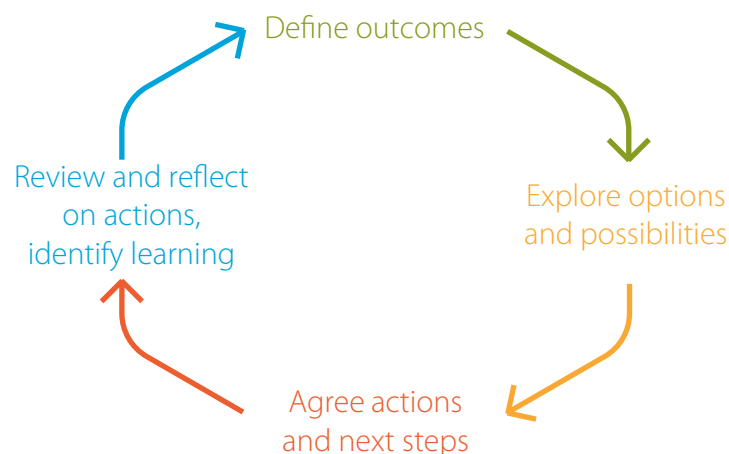 Define outcomes
Explore options
and possibilities
Agree actions
and next steps
Review and reflect
on actions,
identify learning